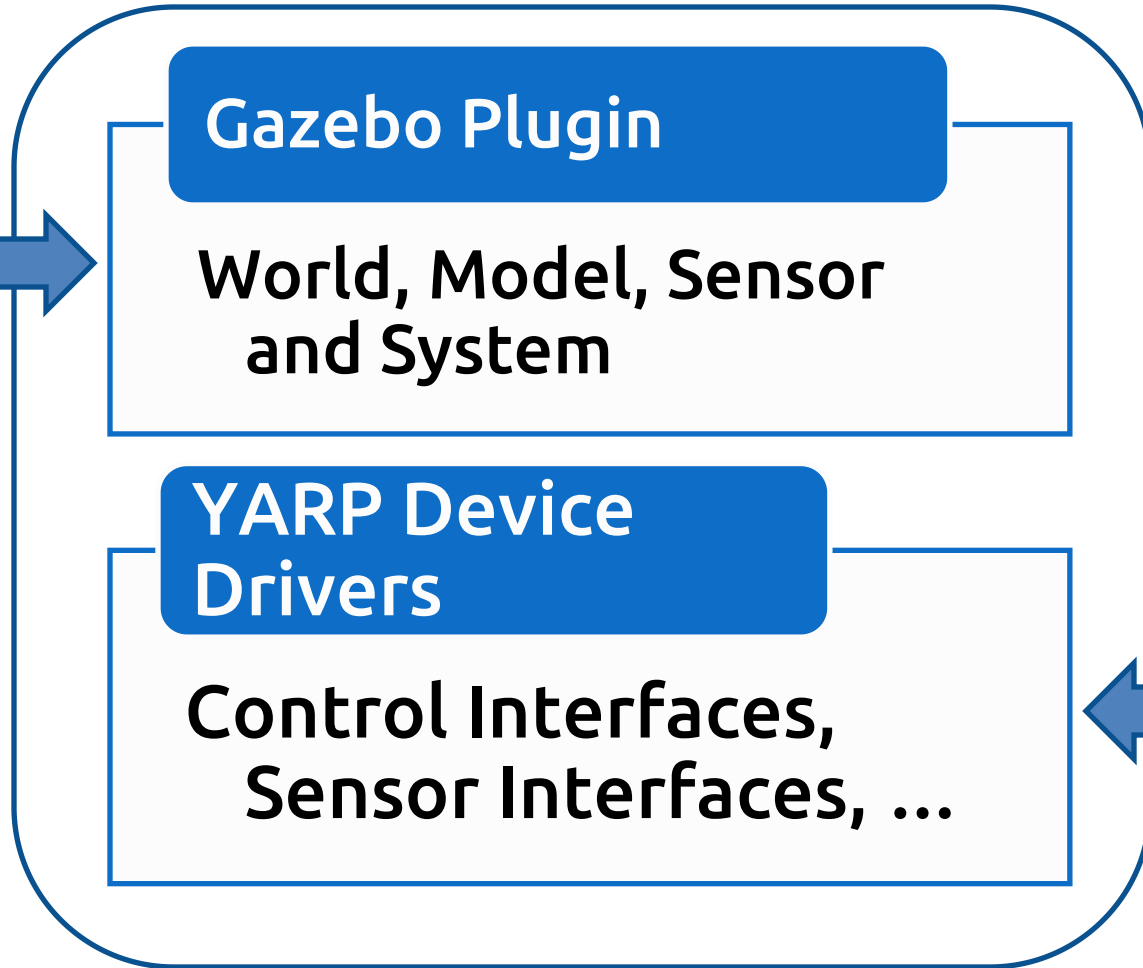 Gazebo Plugin
World, Model, Sensor
and System
YARP Device
Drivers
Control Interfaces,
Sensor Interfaces, ...